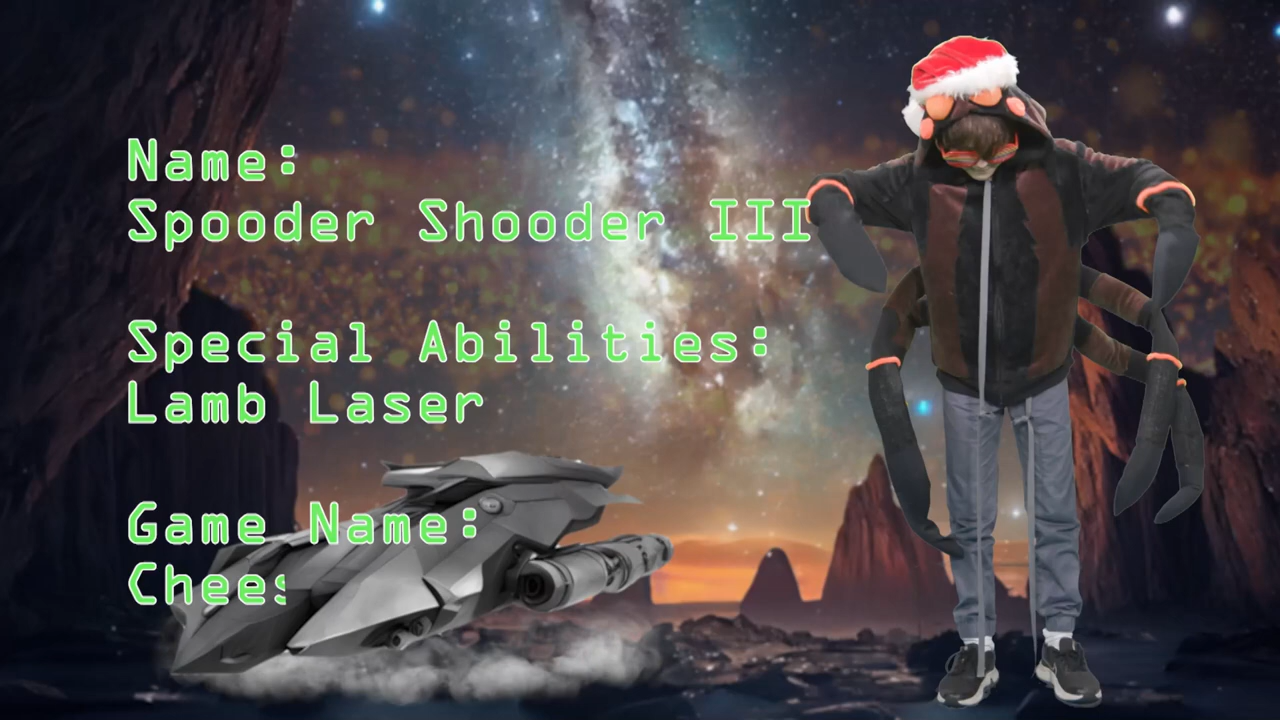 Name:
Spooder Shooder III
Special Abilities:
Lamb Laser
Game Name:
Chees